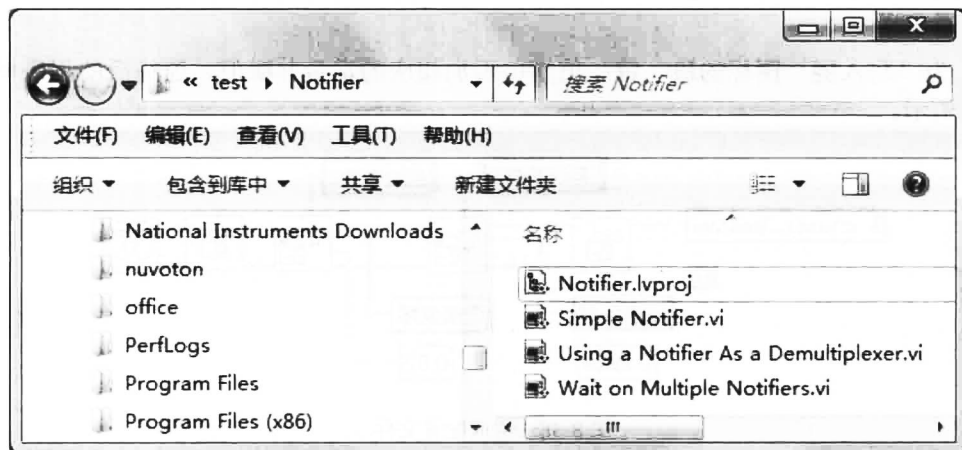 « test ▸ Notifier
搜索 Notifier
文件(F) 编辑(E) 查看(V) 工具(T) 帮助(H)
组织 包含到库中 共享 新建文件夹
National Instruments Downloads
nuvoton
office
PerfLogs
Program Files
Program Files (x86)
名称
Notifier.lvproj
Simple Notifier.vi
Using a Notifier As a Demultiplexer.vi
Wait on Multiple Notifiers.vi